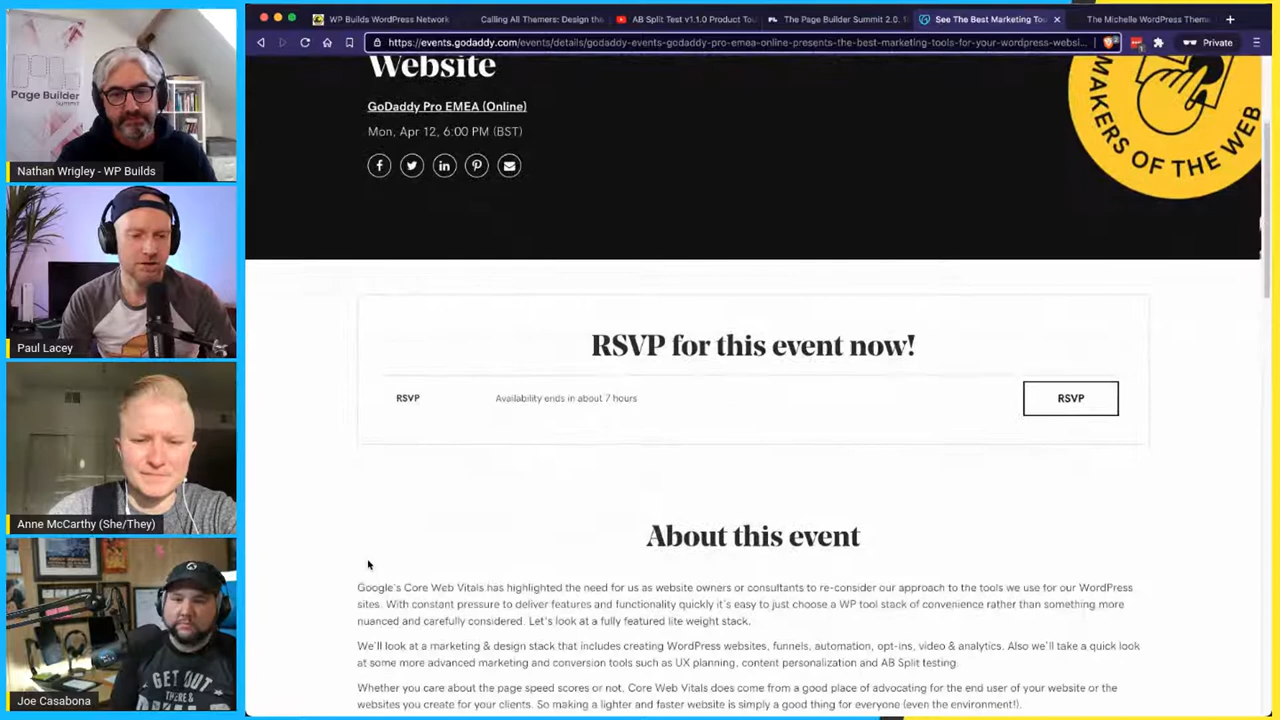 WP Builds WordPress Network
Calling All Themers: Design the
AB Split Test v1.1.0 Product Tou
The Page Builder Summit 2.0.
See The Best Marketing Too
The Michelle WordPress Theme
https://events.godaddy.com/events/details/godaddy-events-godaddy-pro-emea-online-presents-the-best-marketing-tools-for-your-wordpress-websi...
Private
Page Builder
Summit
Nathan Wrigley - WP Builds
Paul Lacey
Anne McCarthy (She/They)
GET OUT
THERE &
Joe Casabona
Website
GoDaddy Pro EMEA (Online)
Mon, Apr 12, 6:00 PM (BST)
MAKERS OF THE WEB
RSVP for this event now!
RSVP
Availability ends in about 7 hours
RSVP
About this event
Google's Core Web Vitals has highlighted the need for us as website owners or consultants to re-consider our approach to the tools we use for our WordPress
sites. With constant pressure to deliver features and functionality quickly it's easy to just choose a WP tool stack of convenience rather than something more
nuanced and carefully considered. Let's look at a fully featured lite weight stack.
We'll look at a marketing & design stack that includes creating WordPress websites, funnels, automation, opt-ins, video & analytics. Also we'll take a quick look
at some more advanced marketing and conversion tools such as UX planning, content personalization and AB Split testing.
Whether you care about the page speed scores or not, Core Web Vitals does come from a good place of advocating for the end user of your website or the
websites you create for your clients. So making a lighter and faster website is simply a good thing for everyone (even the environment!).